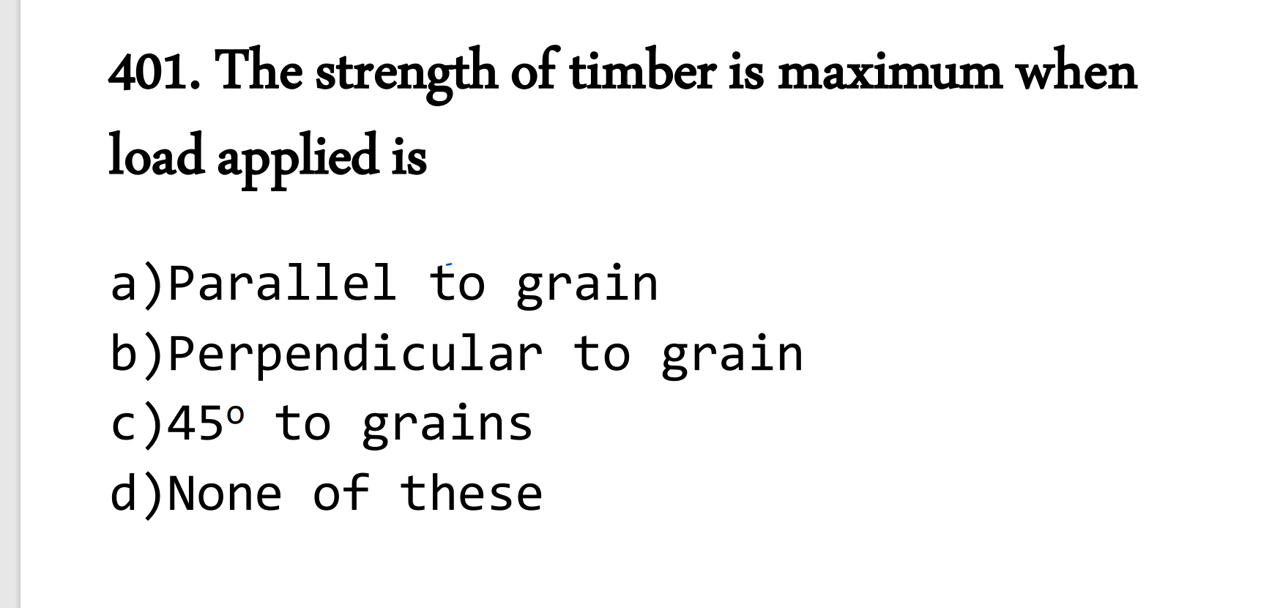 401. The strength of timber is maximum when
load applied is
a)Parallel to grain
b)Perpendicular to grain
c)45º to grains
d)None of these